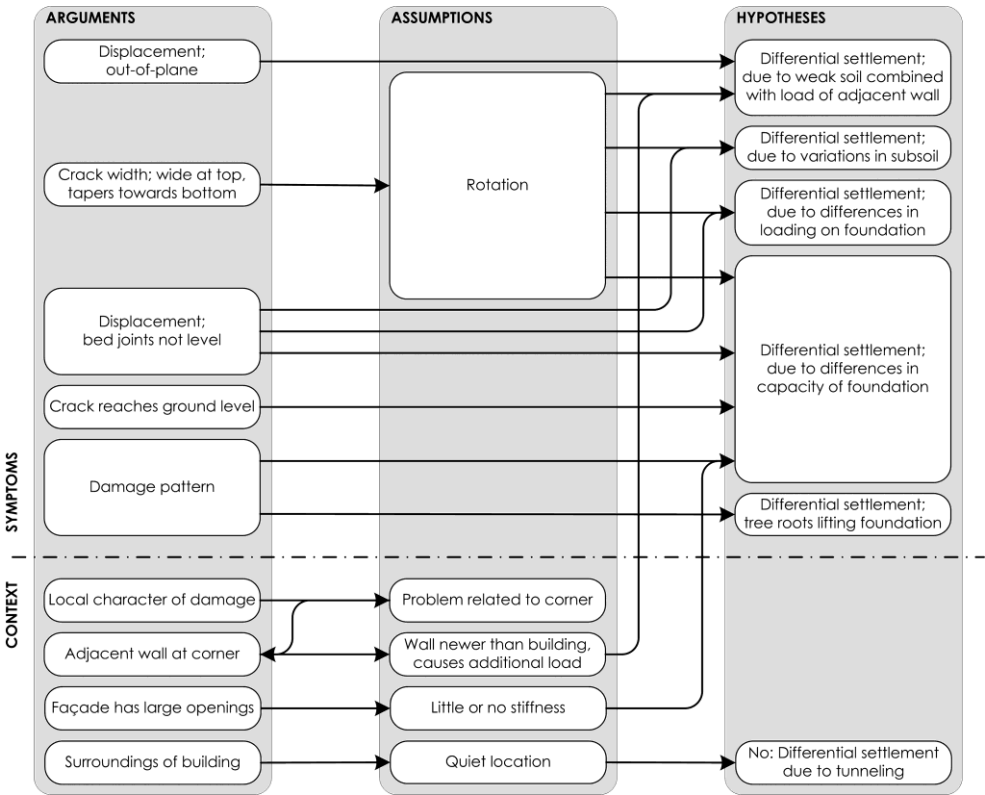 ARGUMENTS
ASSUMPTIONS
HYPOTHESES
Displacement;
out-of-plane
Differential settlement;
due to weak soil combined
with load of adjacent wall
Differential settlement;
due to variations in subsoil
Crack width; wide at top,
tapers towards bottom
Rotation
Differential settlement;
due to differences in
loading on foundation
Displacement;
bed joints not level
Differential settlement;
due to differences in
capacity of foundation
Crack reaches ground level
SYMPTOMS
Damage pattern
Differential settlement;
tree roots lifting foundation
CONTEXT
Local character of damage
Problem related to corner
Adjacent wall at corner
Wall newer than building,
causes additional load
Façade has large openings
Little or no stiffness
Surroundings of building
Quiet location
No: Differential settlement
due to tunneling